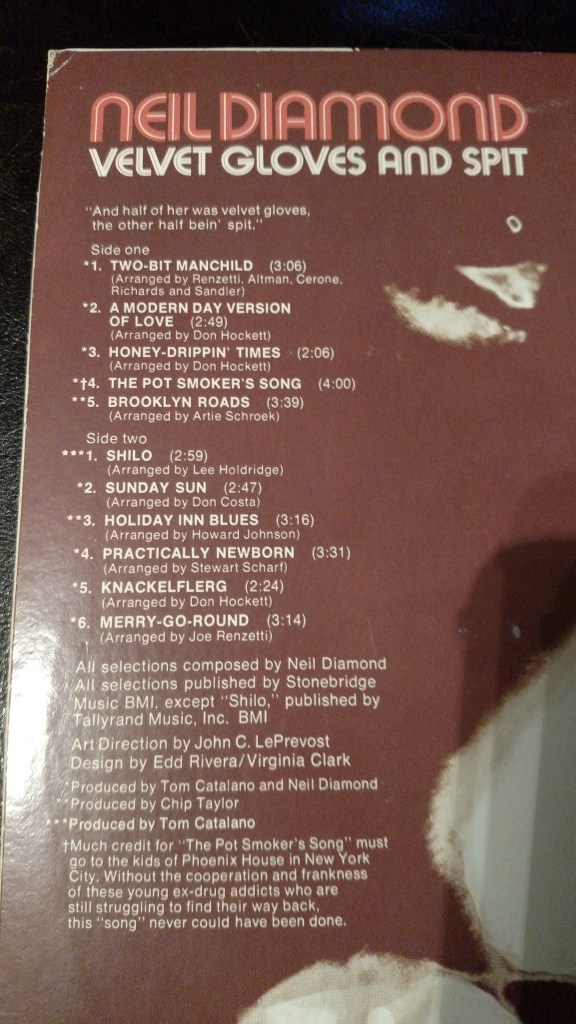 NEIL DIAMOND
VELVET GLOVES AND SPIT
"And half of her was velvet gloves,
the other half bein' spit."
Side one
*1. TWO-BIT MANCHILD (3:06)
(Arranged by Renzetti, Altman, Cerone,
Richards and Sandler)
*2. A MODERN DAY VERSION
OF LOVE (2:49)
(Arranged by Don Hockett)
*3. HONEY-DRIPPIN' TIMES (2:06)
(Arranged by Don Hockett)
*†4. THE POT SMOKER'S SONG (4:00)
**5. BROOKLYN ROADS (3:39)
(Arranged by Artie Schroek)
Side two
***1. SHILO (2:59)
(Arranged by Lee Holdridge)
*2. SUNDAY SUN (2:47)
(Arranged by Don Costa)
**3. HOLIDAY INN BLUES (3:16)
(Arranged by Howard Johnson)
*4. PRACTICALLY NEWBORN (3:31)
(Arranged by Stewart Scharf)
*5. KNACKELFLERG (2:24)
(Arranged by Don Hockett)
*6. MERRY-GO-ROUND (3:14)
(Arranged by Joe Renzetti)
All selections composed by Neil Diamond
All selections published by Stonebridge
Music BMI, except "Shilo," published by
Tallyrand Music, Inc. BMI
Art Direction by John C. LePrevost
Design by Edd Rivera/Virginia Clark
*Produced by Tom Catalano and Neil Diamond
**Produced by Chip Taylor
***Produced by Tom Catalano
†Much credit for "The Pot Smoker's Song" must
go to the kids of Phoenix House in New York
City. Without the cooperation and frankness
of these young ex-drug addicts who are
still struggling to find their way back,
this "song" never could have been done.